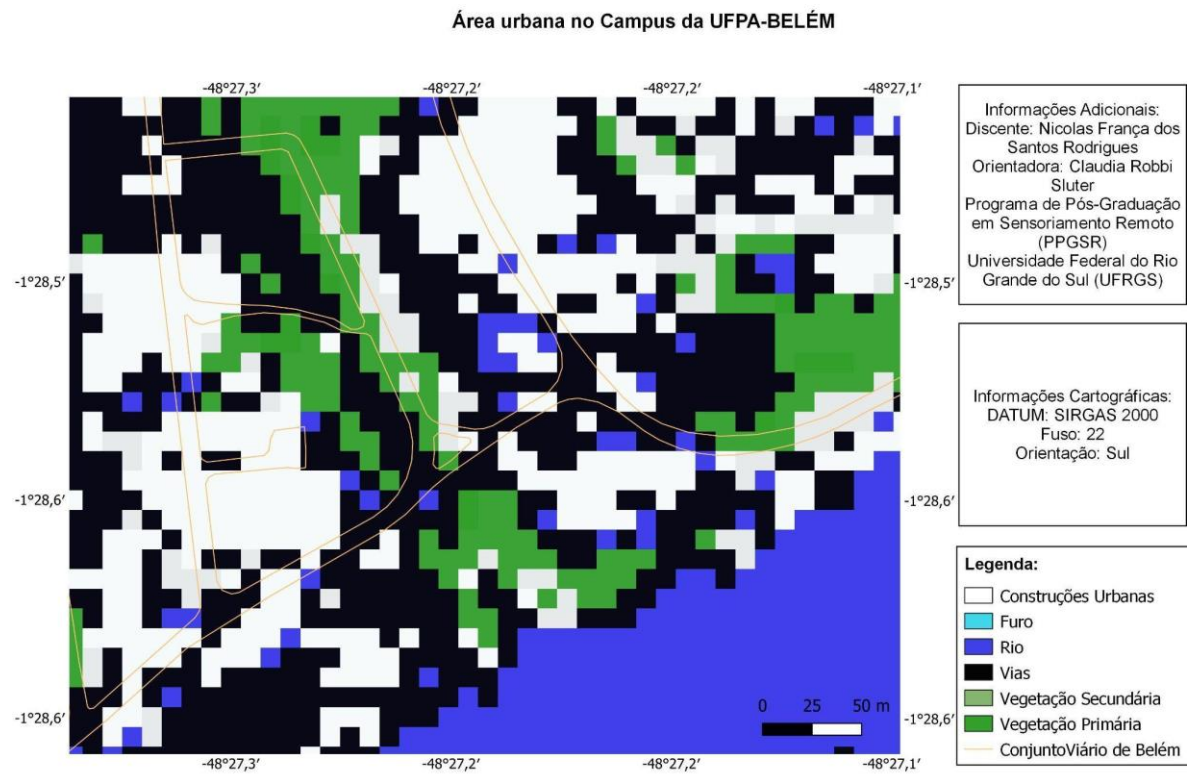 Área urbana no Campus da UFPA-BELÉM
-48°27,3′
-48°27,2′
-48°27,2′
-48°27,1′
-1°28,5′
-1°28,5′
-1°28,6′
-1°28,6′
-1°28,6′
-1°28,6′
-48°27,3′
-48°27,2′
-48°27,2′
-48°27,1′
0 25 50 m
Informações Adicionais:
Discente: Nicolas França dos
Santos Rodrigues
Orientadora: Claudia Robbi
Sluter
Programa de Pós-Graduação
em Sensoriamento Remoto
(PPGSR)
Universidade Federal do Rio
Grande do Sul (UFRGS)
Informações Cartográficas:
DATUM: SIRGAS 2000
Fuso: 22
Orientação: Sul
Legenda:
Construções Urbanas
Furo
Rio
Vias
Vegetação Secundária
Vegetação Primária
ConjuntoViário de Belém